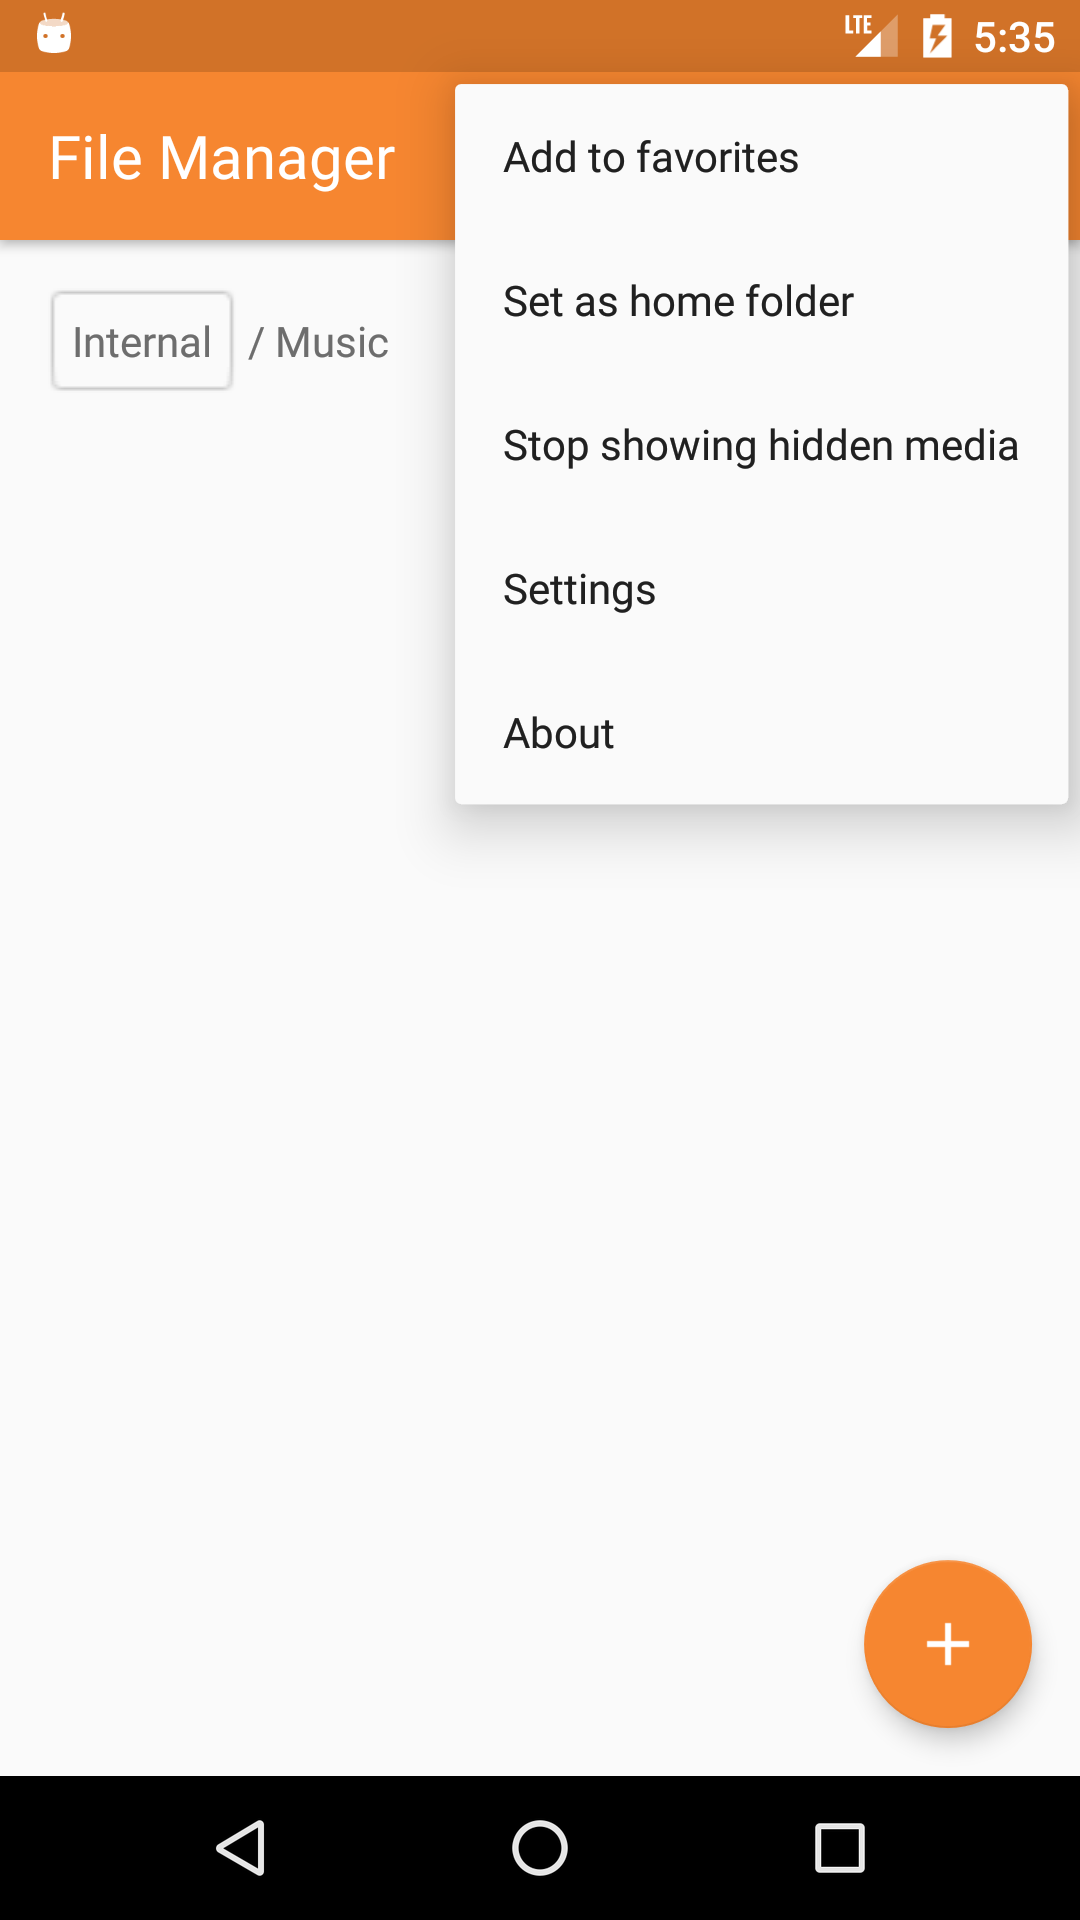 LTE 5:35
File Manager
Add to favorites
Set as home folder
Internal / Music
Stop showing hidden media
Settings
About